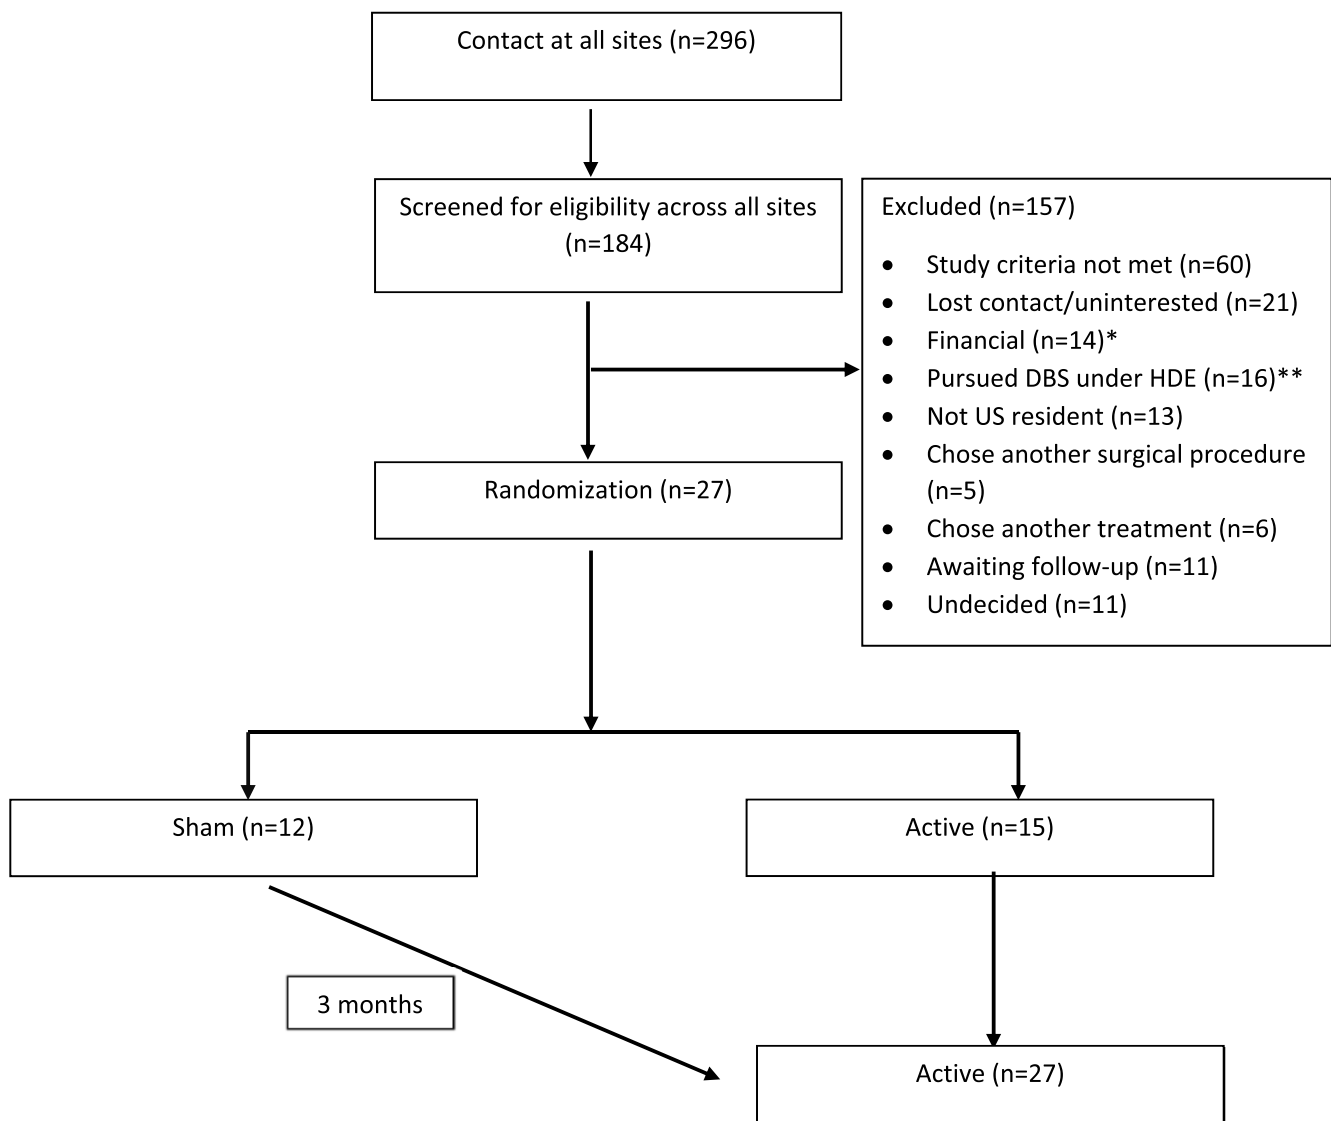 Contact at all sites (n=296)
Screened for eligibility across all sites
(n=184)
Excluded (n=157)
• Study criteria not met (n=60)
• Lost contact/uninterested (n=21)
• Financial (n=14)*
• Pursued DBS under HDE (n=16)**
• Not US resident (n=13)
• Chose another surgical procedure
(n=5)
• Chose another treatment (n=6)
• Awaiting follow-up (n=11)
• Undecided (n=11)
Randomization (n=27)
Sham (n=12)
Active (n=15)
3 months
Active (n=27)